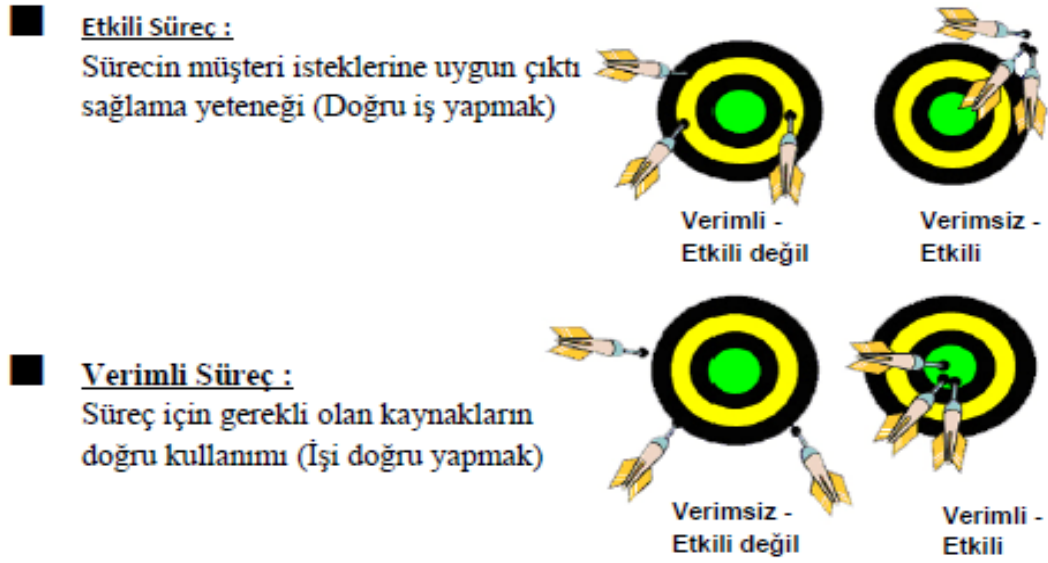 Etkili Süreç :
Sürecin müşteri isteklerine uygun çıktı
sağlama yeteneği (Doğru iş yapmak)
Verimli -
Etkili değil
Verimsiz -
Etkili
Verimli Süreç :
Süreç için gerekli olan kaynakların
doğru kullanımı (İşi doğru yapmak)
Verimsiz -
Etkili değil
Verimli -
Etkili